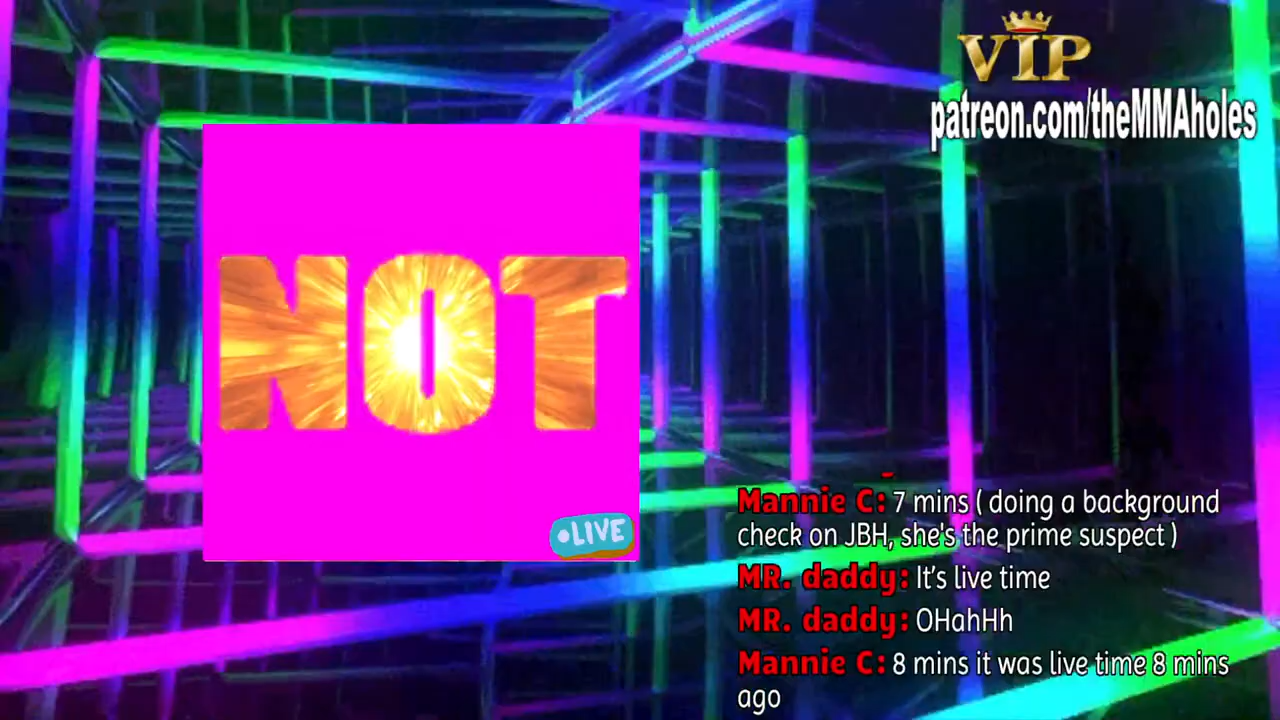 VIP
patreon.com/theMMAholes
NOT
LIVE
Mannie C: 7 mins ( doing a background
check on JBH, she's the prime suspect )
MR. daddy: It’s live time
MR. daddy: OHahHh
Mannie C: 8 mins it was live time 8 mins
ago